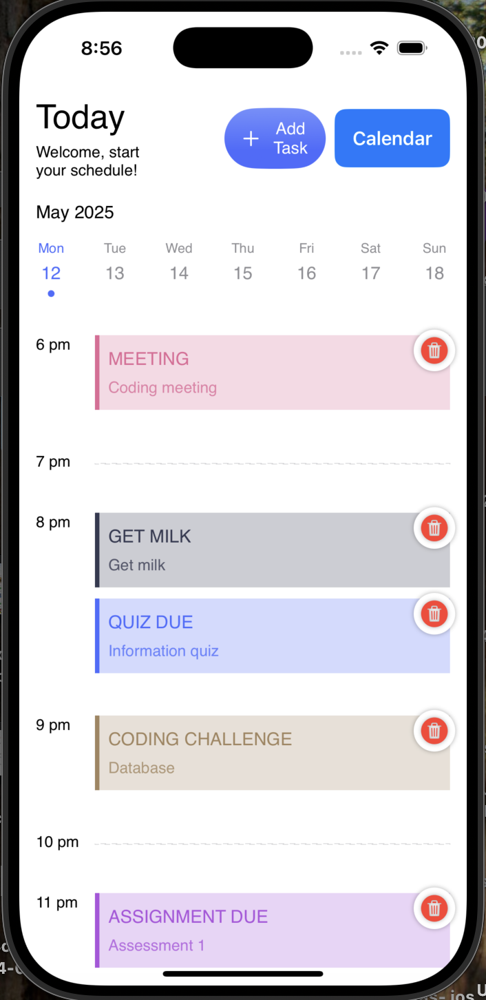 8:56
Today
Welcome, start
your schedule!
Add
Task
Calendar
May 2025
Mon Tue Wed Thu Fri Sat Sun
12 13 14 15 16 17 18
6 pm
MEETING
Coding meeting
7 pm
8 pm
GET MILK
Get milk
QUIZ DUE
Information quiz
9 pm
CODING CHALLENGE
Database
10 pm
11 pm
ASSIGNMENT DUE
Assessment 1